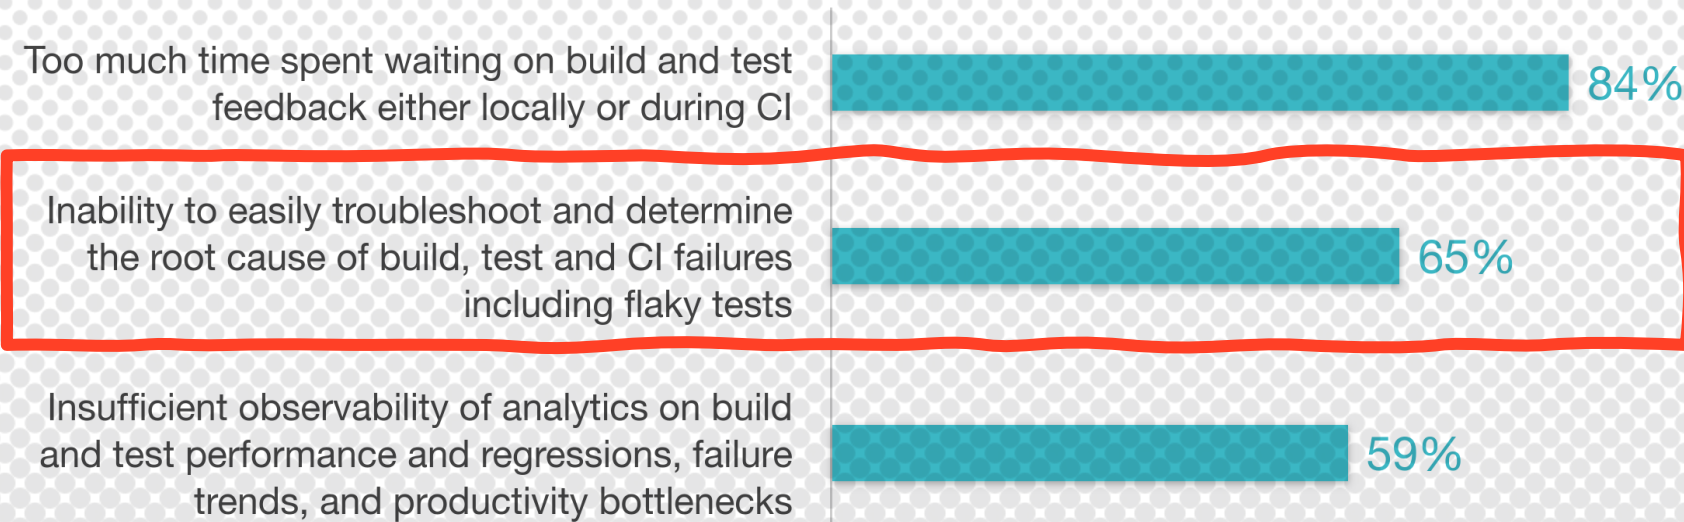 Too much time spent waiting on build and test
feedback either locally or during CI
84%
Inability to easily troubleshoot and determine
the root cause of build, test and CI failures
including flaky tests
65%
Insufficient observability of analytics on build
and test performance and regressions, failure
trends, and productivity bottlenecks
59%